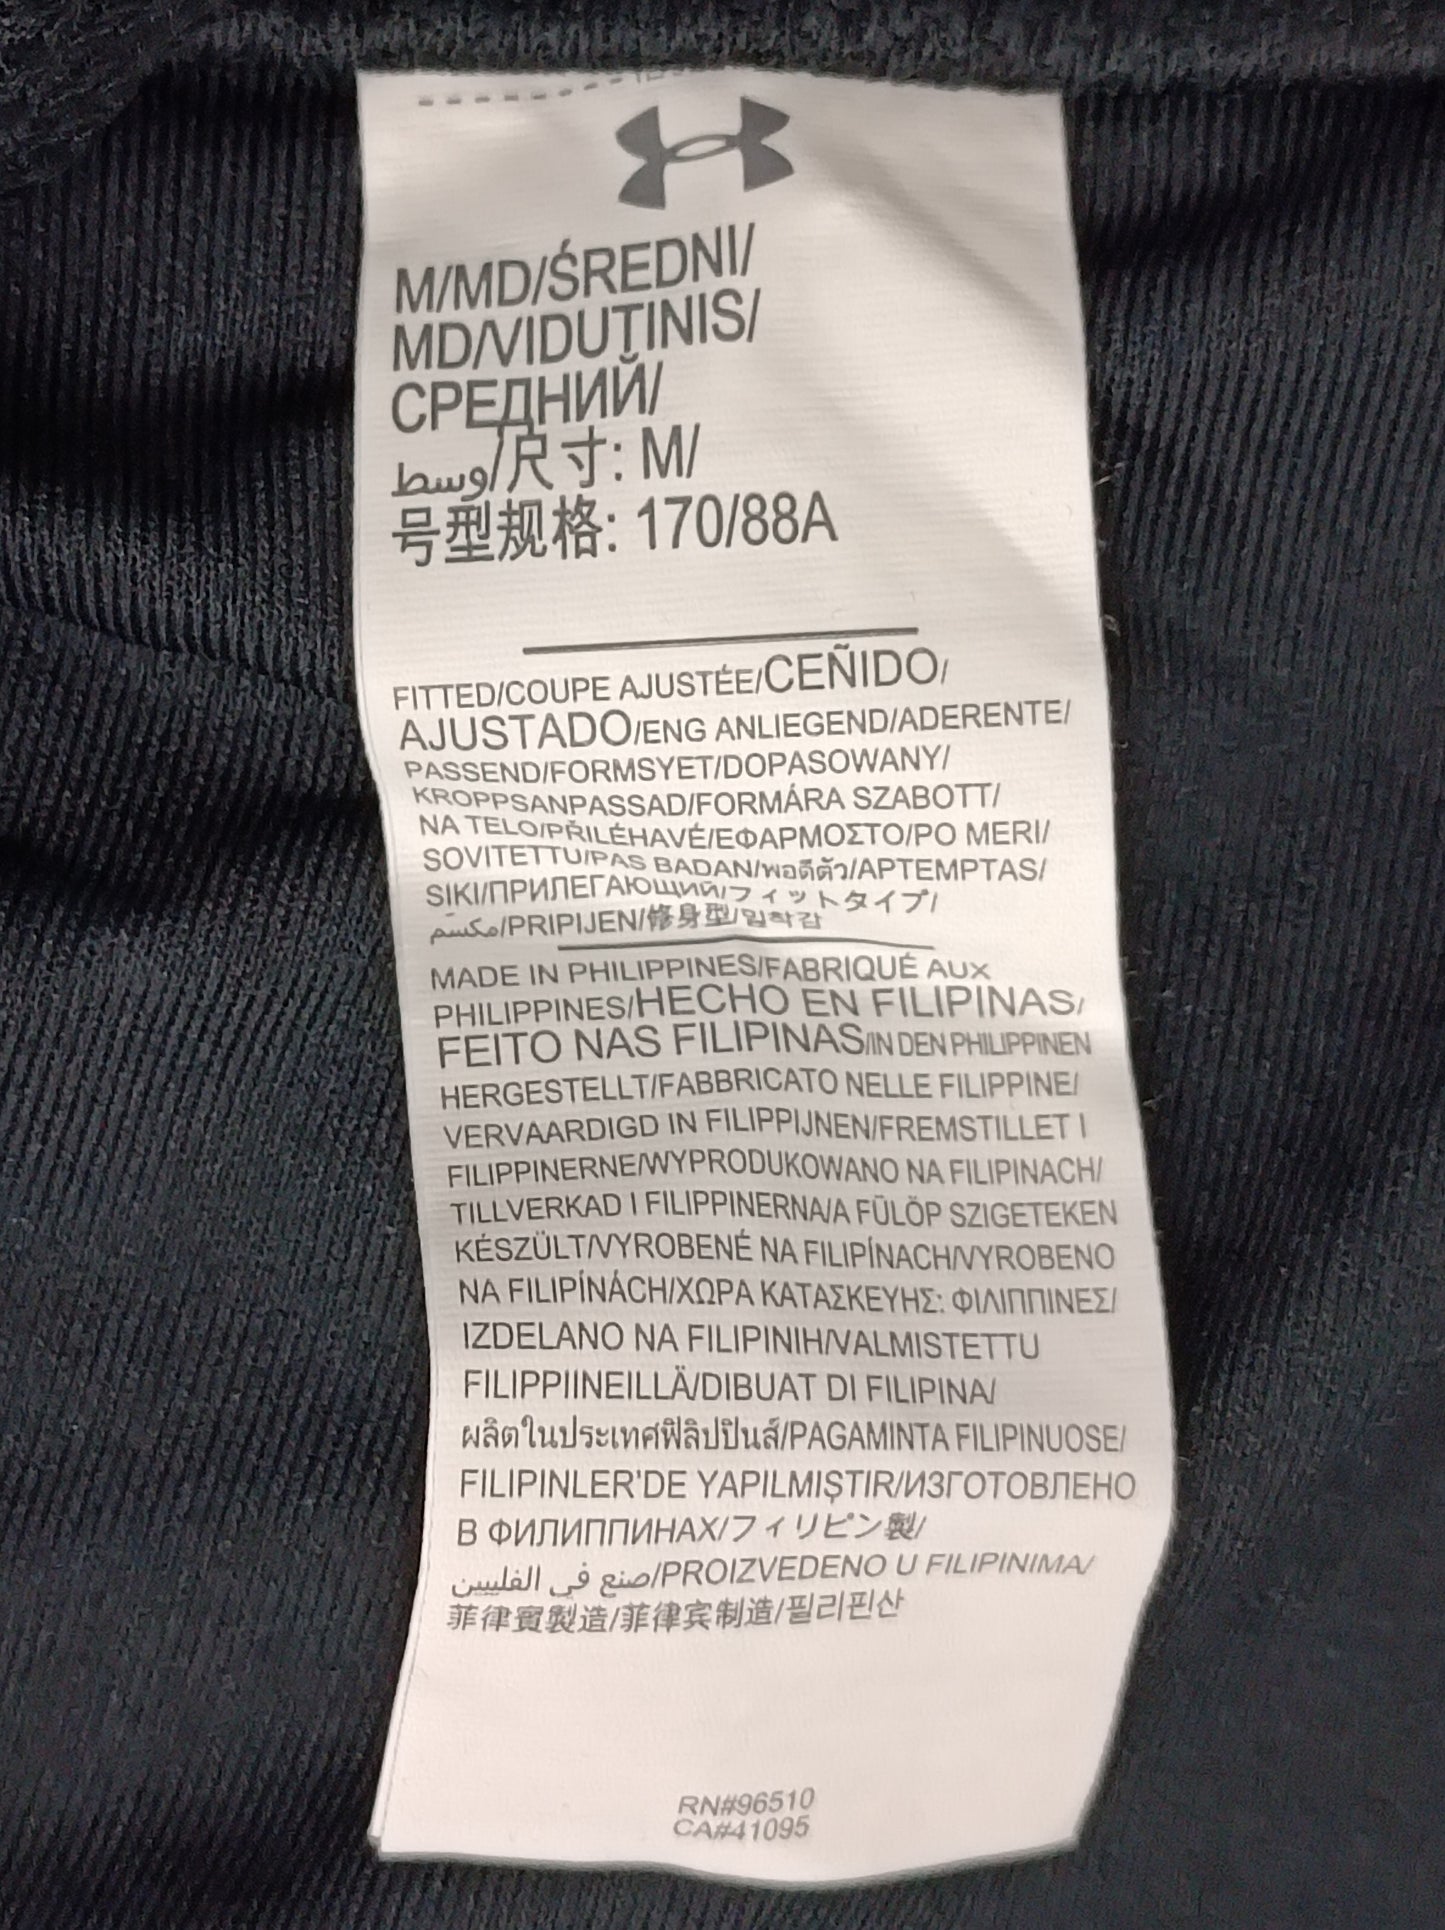 M/MD/ŚREDNI/
MD/VIDUTINIS/
СРЕДНИЙ/
وسط/尺寸: M/
号型规格: 170/88A
FITTED/COUPE AJUSTÉE/CEÑIDO/
AJUSTADO/ENG ANLIEGEND/ADERENTE/
PASSEND/FORMSYET/DOPASOWANY/
KROPPSANPASSAD/FORMÁRA SZABOTT/
NA TELO/PŘILÉHAVÉ/ΕΦΑΡΜΟΣΤΟ/PO MERI/
SOVITETTU/PAS BADAN/พอดีตัว/APTEMPTAS/
SIKI/ПРИЛЕГАЮЩИЙ/フィットタイプ/
مكسّم/PRIPIJEN/修身型/입학감
MADE IN PHILIPPINES/FABRIQUÉ AUX
PHILIPPINES/HECHO EN FILIPINAS/
FEITO NAS FILIPINAS/IN DEN PHILIPPINEN
HERGESTELLT/FABBRICATO NELLE FILIPPINE/
VERVAARDIGD IN FILIPPIJNEN/FREMSTILLET I
FILIPPINERNE/WYPRODUKOWANO NA FILIPINACH/
TILLVERKAD I FILIPPINERNA/A FÜLÖP SZIGETEKEN
KÉSZÜLT/VYROBENÉ NA FILIPÍNACH/VYROBENO
NA FILIPÍNÁCH/ΧΩΡΑ ΚΑΤΑΣΚΕΥΗΣ: ΦΙΛΙΠΠΙΝΕΣ/
IZDELANO NA FILIPINIH/VALMISTETTU
FILIPPIINEILLÄ/DIBUAT DI FILIPINA/
ผลิตในประเทศฟิลิปปินส์/PAGAMINTA FILIPINUOSE/
FILIPINLER'DE YAPILMIŞTIR/ИЗГОТОВЛЕНО
В ФИЛИППИНАХ/フィリピン製/
صنع في الفلبين/PROIZVEDENO U FILIPINIMA/
菲律賓製造/菲律宾制造/필리핀산
RN#96510
CA#41095